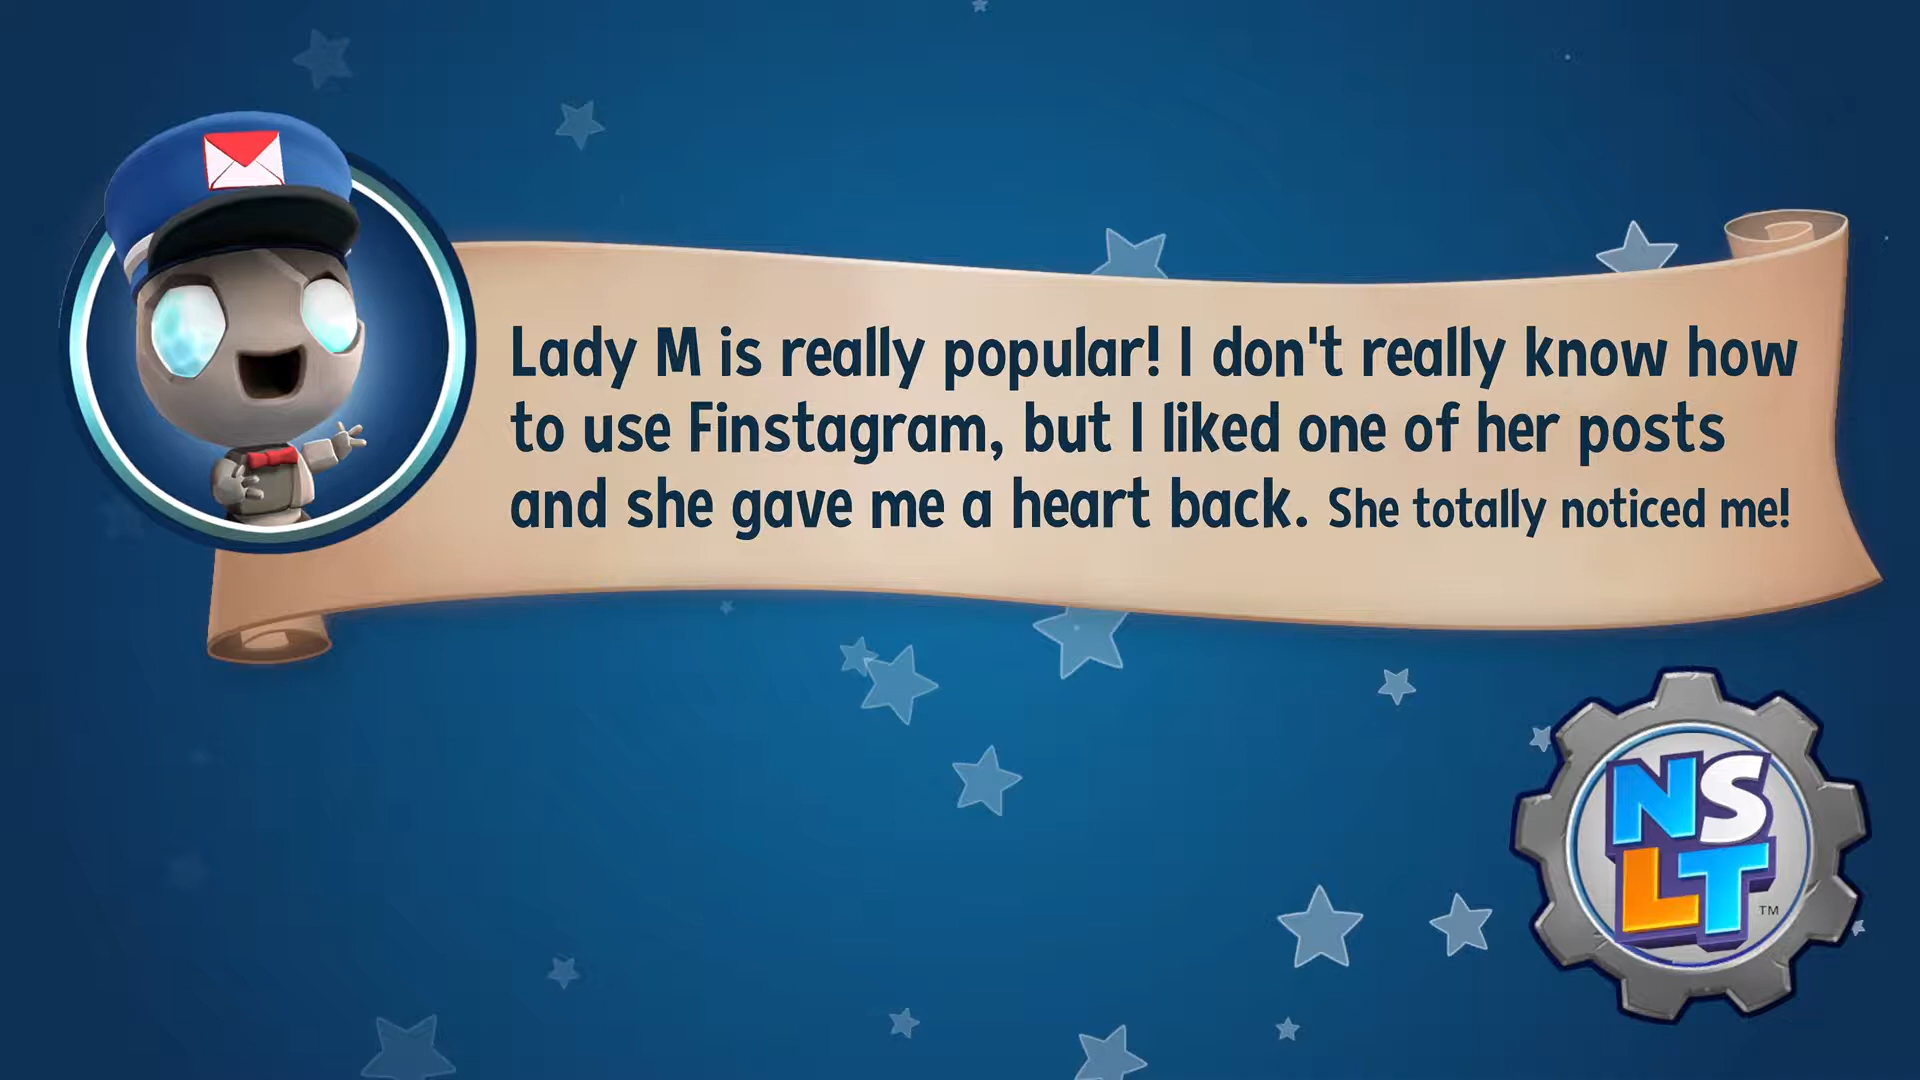 Lady M is really popular! I don't really know how
to use Finstagram, but I liked one of her posts
and she gave me a heart back. She totally noticed me!
NS
LT
TM